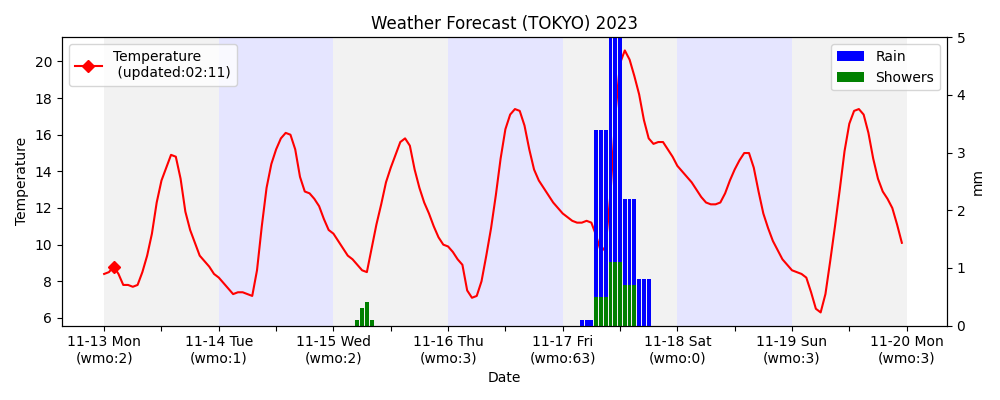 Weather Forecast (TOKYO) 2023
Temperature
(updated:02:11)
Rain
Showers
Temperature
20
18
16
14
12
10
8
6
5
4
3
2
1
0
mm
11-13 Mon 11-14 Tue 11-15 Wed 11-16 Thu 11-17 Fri 11-18 Sat 11-19 Sun 11-20 Mon
(wmo:2) (wmo:1) (wmo:2) (wmo:3) (wmo:63) (wmo:0) (wmo:3) (wmo:3)
Date